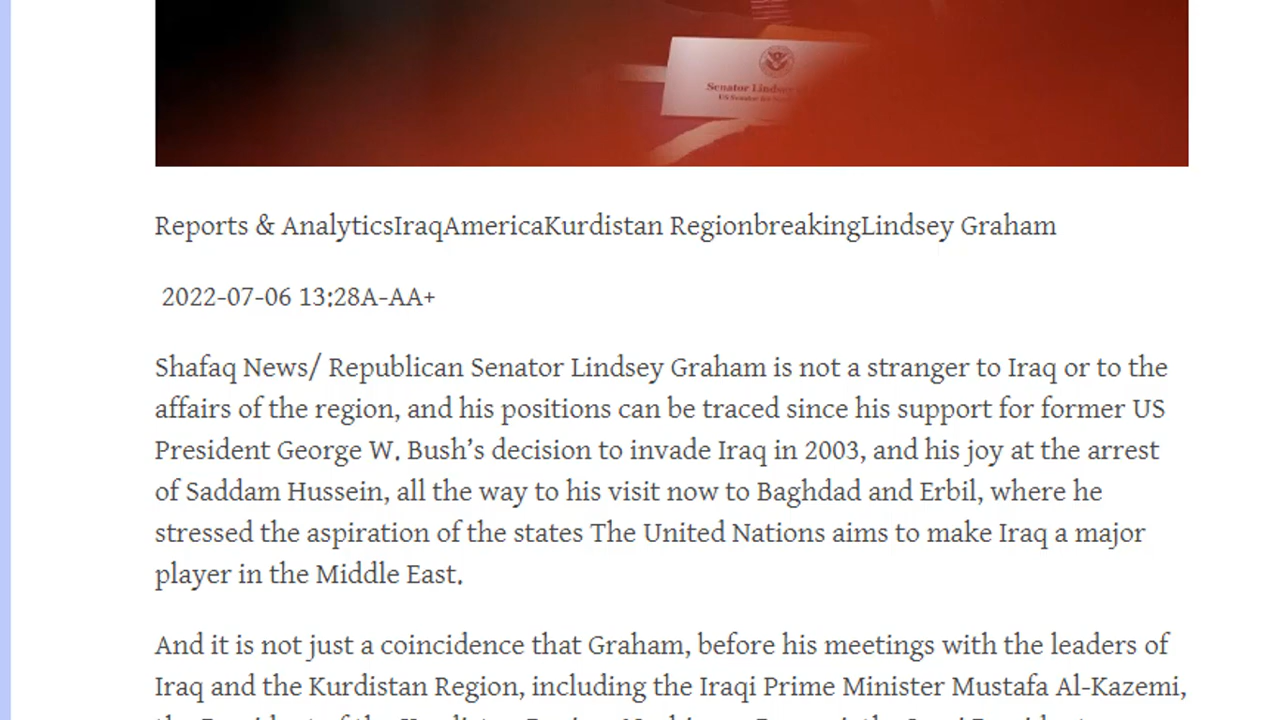 Senator Lindsey
US Senator
Reports & AnalyticsIraqAmericaKurdistan RegionbreakingLindsey Graham
2022-07-06 13:28A-AA+
Shafaq News/ Republican Senator Lindsey Graham is not a stranger to Iraq or to the
affairs of the region, and his positions can be traced since his support for former US
President George W. Bush’s decision to invade Iraq in 2003, and his joy at the arrest
of Saddam Hussein, all the way to his visit now to Baghdad and Erbil, where he
stressed the aspiration of the states The United Nations aims to make Iraq a major
player in the Middle East.
And it is not just a coincidence that Graham, before his meetings with the leaders of
Iraq and the Kurdistan Region, including the Iraqi Prime Minister Mustafa Al-Kazemi,